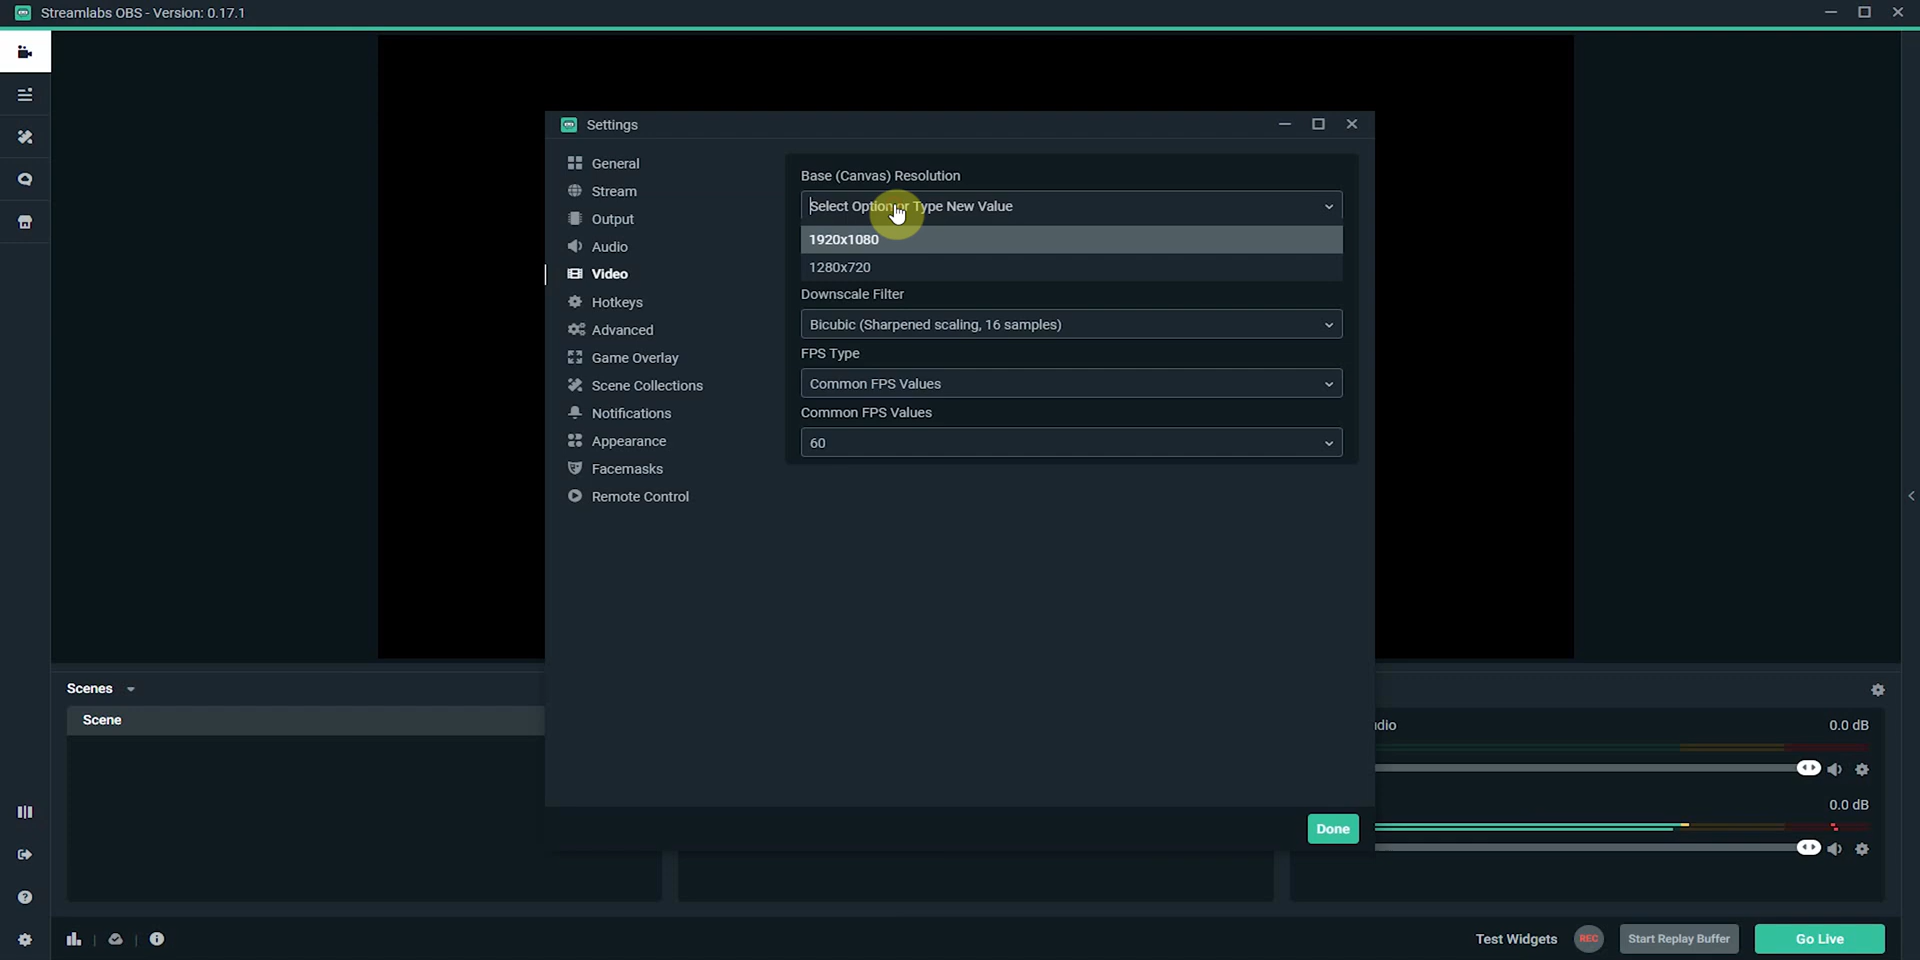 Streamlabs OBS - Version: 0.17.1
Settings
General
Stream
Output
Audio
Video
Hotkeys
Advanced
Game Overlay
Scene Collections
Notifications
Appearance
Facemasks
Remote Control
Base (Canvas) Resolution
Select Option or Type New Value
1920x1080
1280x720
Downscale Filter
Bicubic (Sharpened scaling, 16 samples)
FPS Type
Common FPS Values
Common FPS Values
60
Done
Scenes
Scene
dio
0.0 dB
0.0 dB
Test Widgets
REC
Start Replay Buffer
Go Live